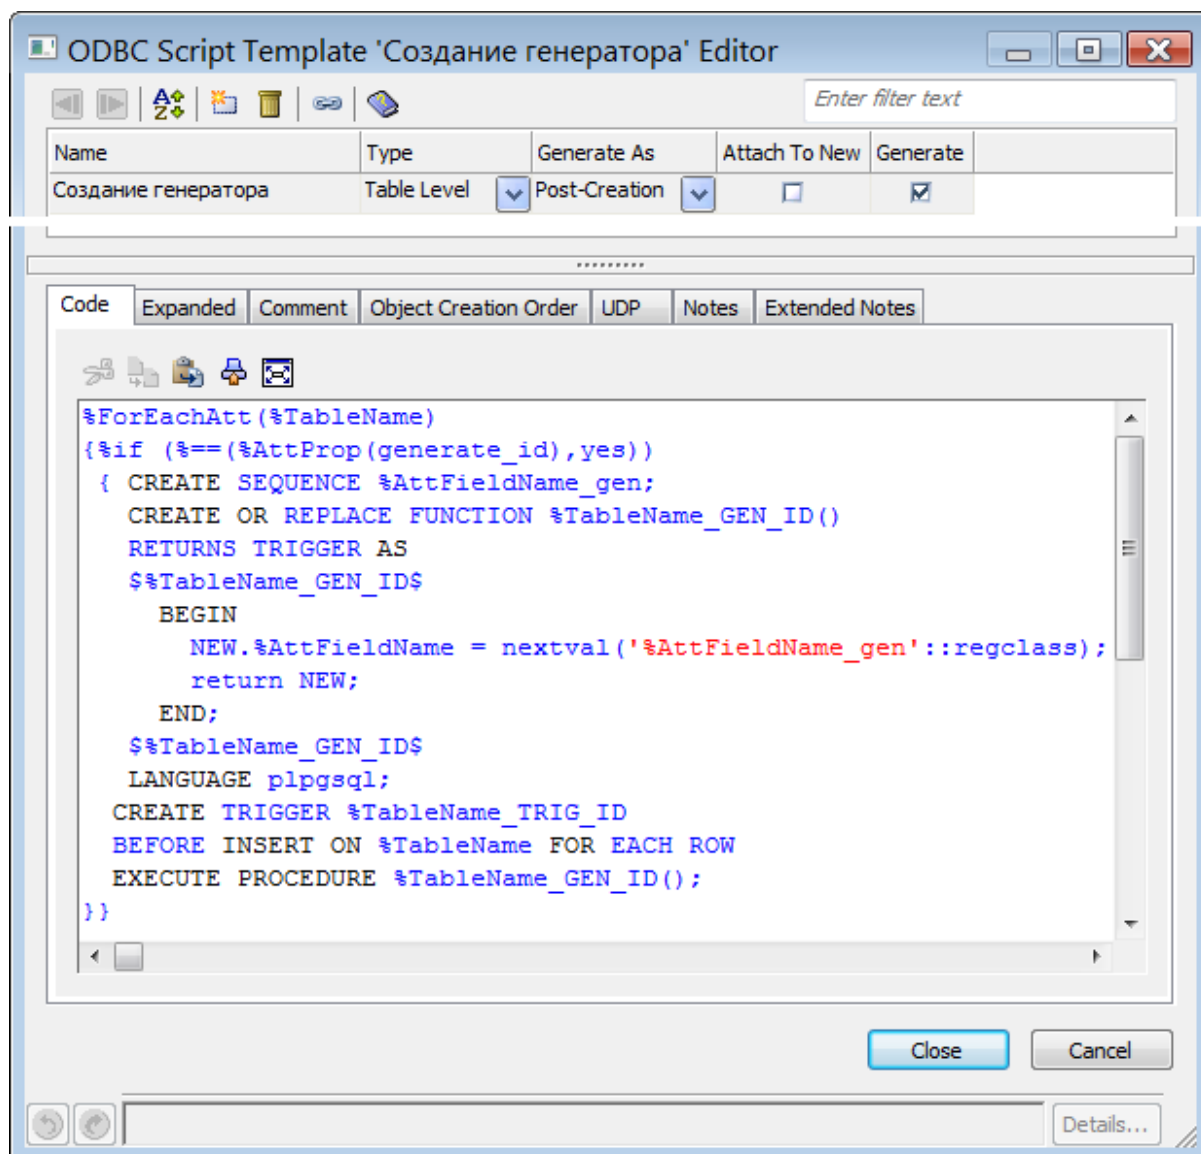 ODBC Script Template 'Создание генератора' Editor
Enter filter text
Name Type Generate As Attach To New Generate
Создание генератора Table Level Post-Creation
Code Expanded Comment Object Creation Order UDP Notes Extended Notes
%ForEachAtt(%TableName)
{%if (%==(%AttProp(generate_id),yes))
{ CREATE SEQUENCE %AttFieldName_gen;
CREATE OR REPLACE FUNCTION %TableName_GEN_ID()
RETURNS TRIGGER AS
$%TableName_GEN_ID$
BEGIN
NEW.%AttFieldName = nextval('%AttFieldName_gen'::regclass);
return NEW;
END;
$%TableName_GEN_ID$
LANGUAGE plpgsql;
CREATE TRIGGER %TableName_TRIG_ID
BEFORE INSERT ON %TableName FOR EACH ROW
EXECUTE PROCEDURE %TableName_GEN_ID();
}}
Close Cancel
Details...